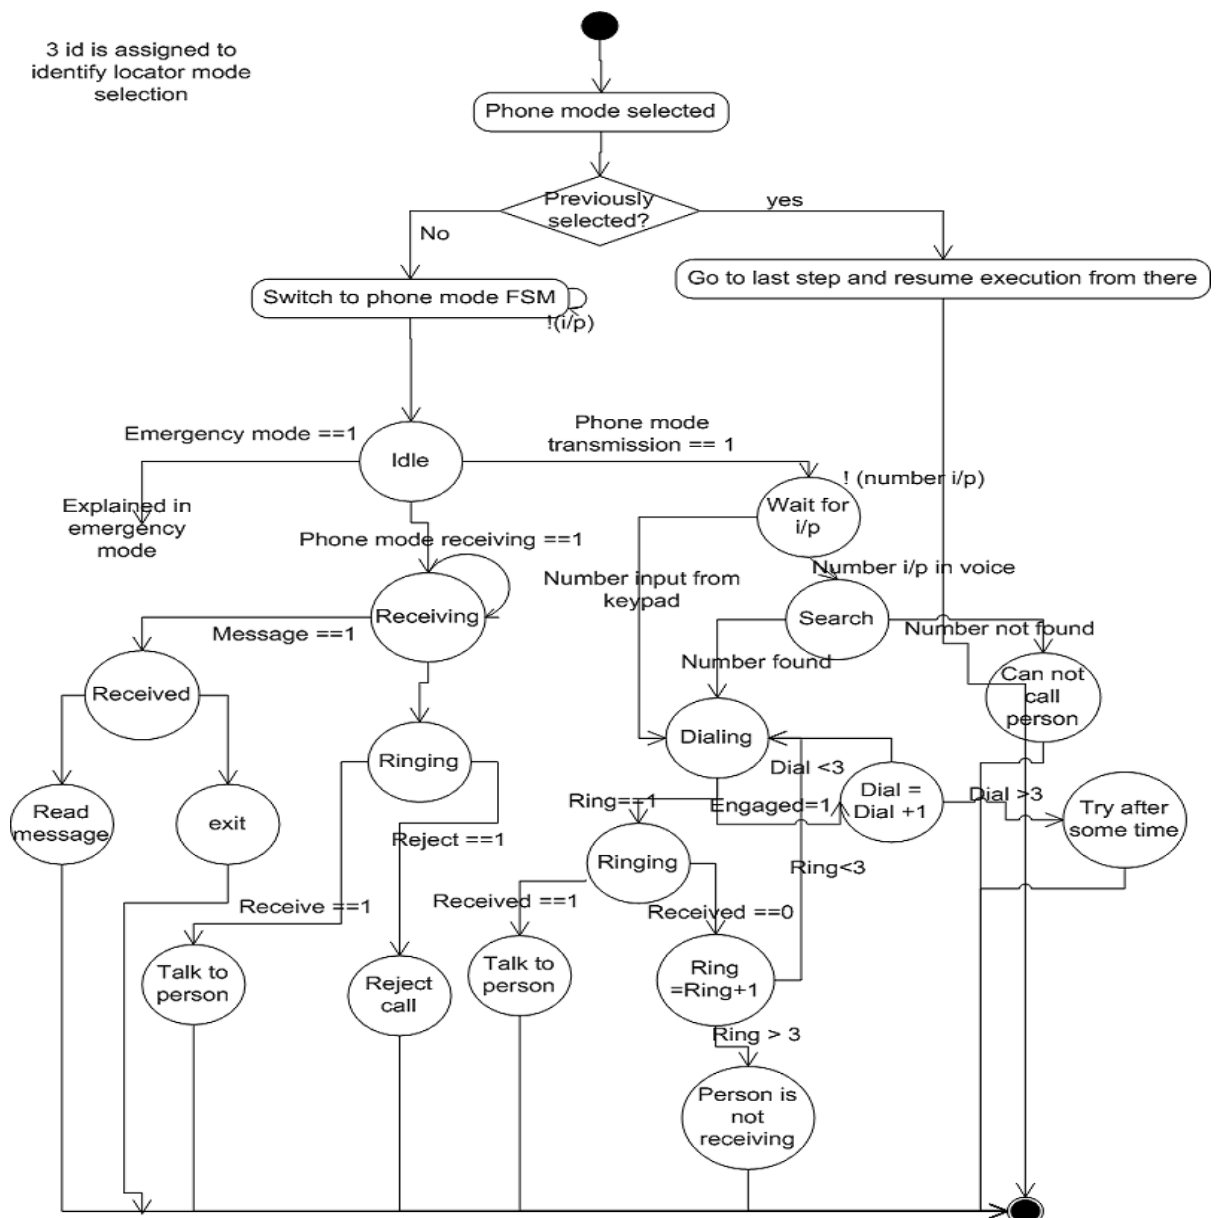 3 id is assigned to
identify locator mode
selection
Phone mode selected
Previously
selected?
yes
No
Switch to phone mode FSM
!(i/p)
Go to last step and resume execution from there
Emergency mode ==1
Phone mode
transmission == 1
Idle
! (number i/p)
Wait for
i/p
Explained in
emergency
mode
Phone mode receiving ==1
Number input from
keypad
Number i/p in voice
Receiving
Search
Message ==1
Number not found
Number found
Received
Can not
call
person
Ringing
Dialing
Dial <3
Dial =
Dial +1
Dial >3
Try after
some time
Read
message
exit
Ring==1
Engaged=1
Reject ==1
Ringing
Ring<3
Receive ==1
Received ==1
Received ==0
Talk to
person
Reject
call
Talk to
person
Ring
=Ring+1
Ring > 3
Person is
not
receiving